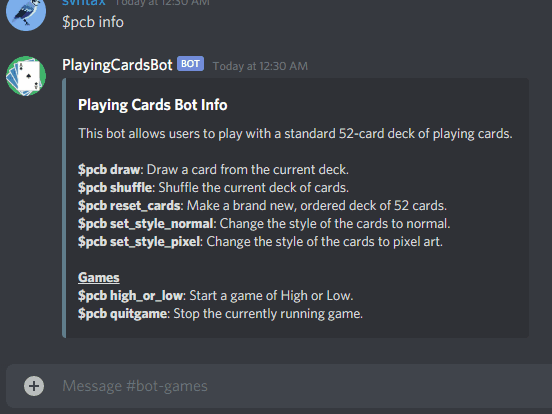 svntax Today at 12:30 AM
$pcb info
PlayingCardsBot BOT Today at 12:30 AM
Playing Cards Bot Info
This bot allows users to play with a standard 52-card deck of playing cards.
$pcb draw: Draw a card from the current deck.
$pcb shuffle: Shuffle the current deck of cards.
$pcb reset_cards: Make a brand new, ordered deck of 52 cards.
$pcb set_style_normal: Change the style of the cards to normal.
$pcb set_style_pixel: Change the style of the cards to pixel art.
Games
$pcb high_or_low: Start a game of High or Low.
$pcb quitgame: Stop the currently running game.
Message #bot-games